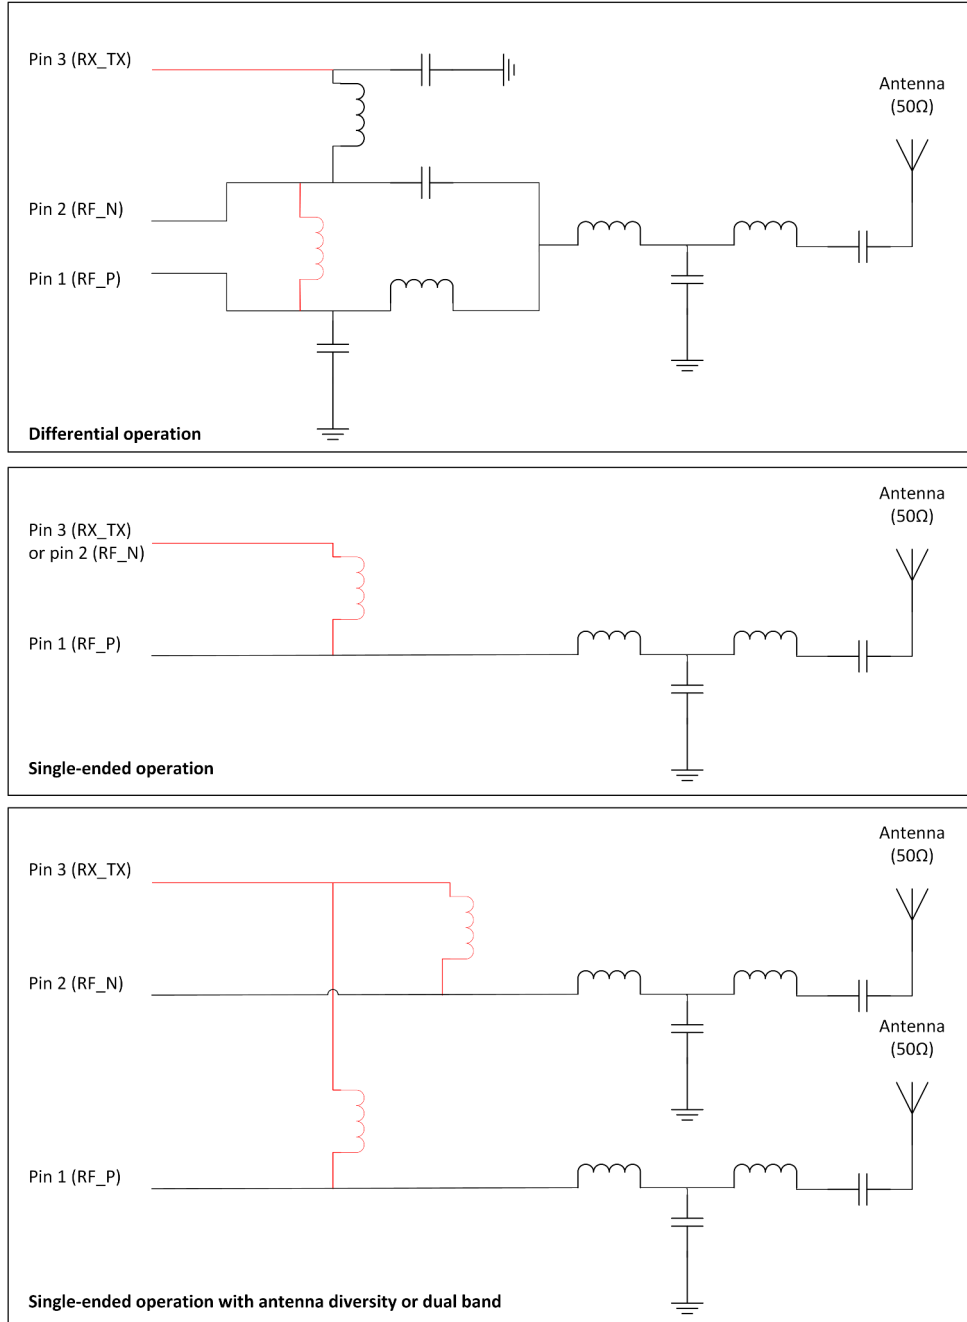 Pin 3 (RX_TX)
Antenna
(50Ω)
Pin 2 (RF_N)
Pin 1 (RF_P)
Differential operation
Antenna
(50Ω)
Pin 3 (RX_TX)
or pin 2 (RF_N)
Pin 1 (RF_P)
Single-ended operation
Antenna
(50Ω)
Pin 3 (RX_TX)
Pin 2 (RF_N)
Antenna
(50Ω)
Pin 1 (RF_P)
Single-ended operation with antenna diversity or dual band